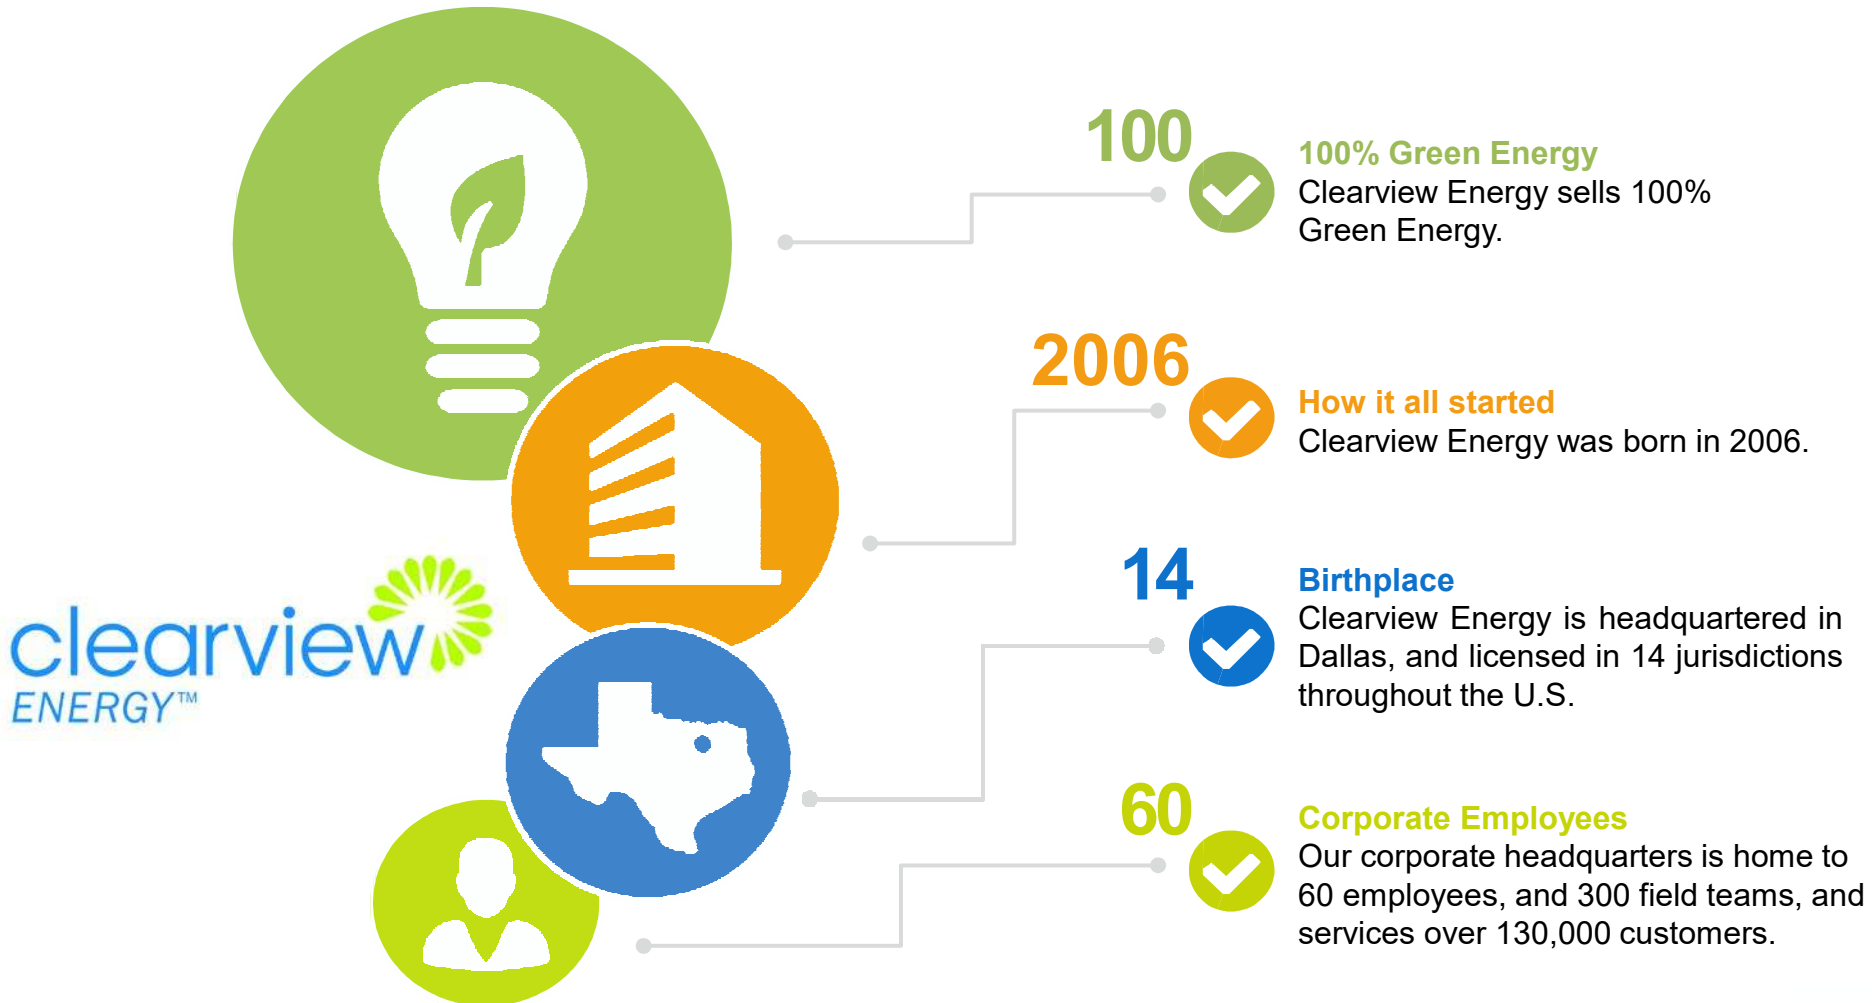 100
100% Green Energy
Clearview Energy sells 100%
Green Energy.
2006
How it all started
Clearview Energy was born in 2006.
clearview
ENERGY™
14
Birthplace
Clearview Energy is headquartered in
Dallas, and licensed in 14 jurisdictions
throughout the U.S.
60
Corporate Employees
Our corporate headquarters is home to
60 employees, and 300 field teams, and
services over 130,000 customers.